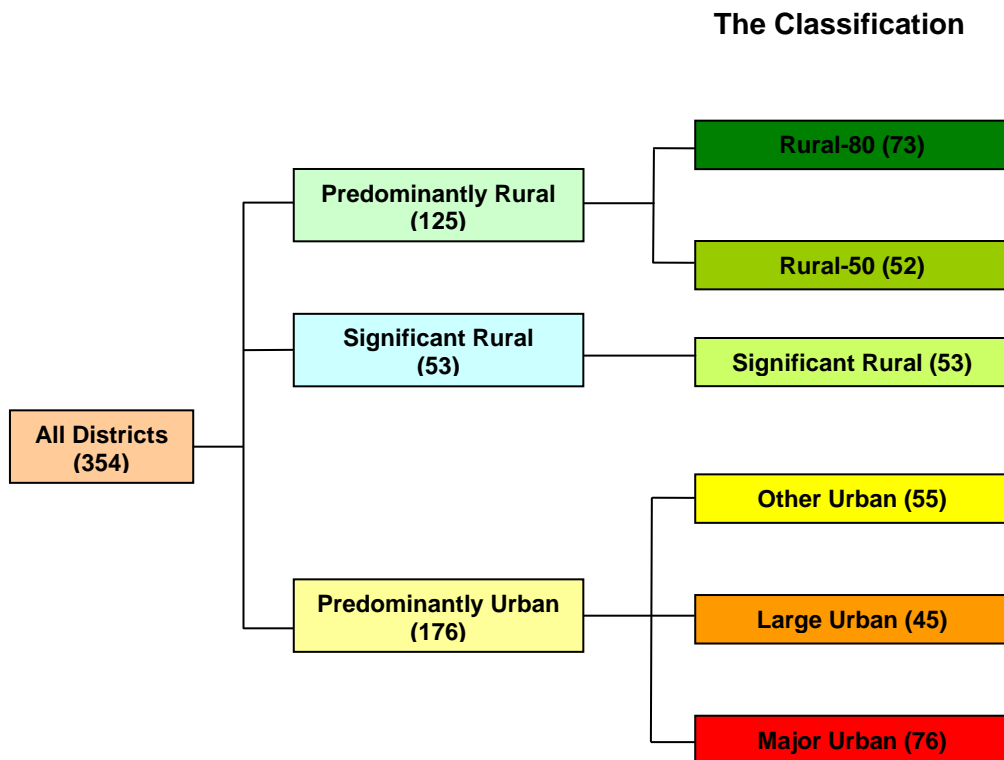 The Classification
Rural-80 (73)
Predominantly Rural
(125)
Rural-50 (52)
Significant Rural
(53)
Significant Rural (53)
All Districts
(354)
Other Urban (55)
Predominantly Urban
(176)
Large Urban (45)
Major Urban (76)